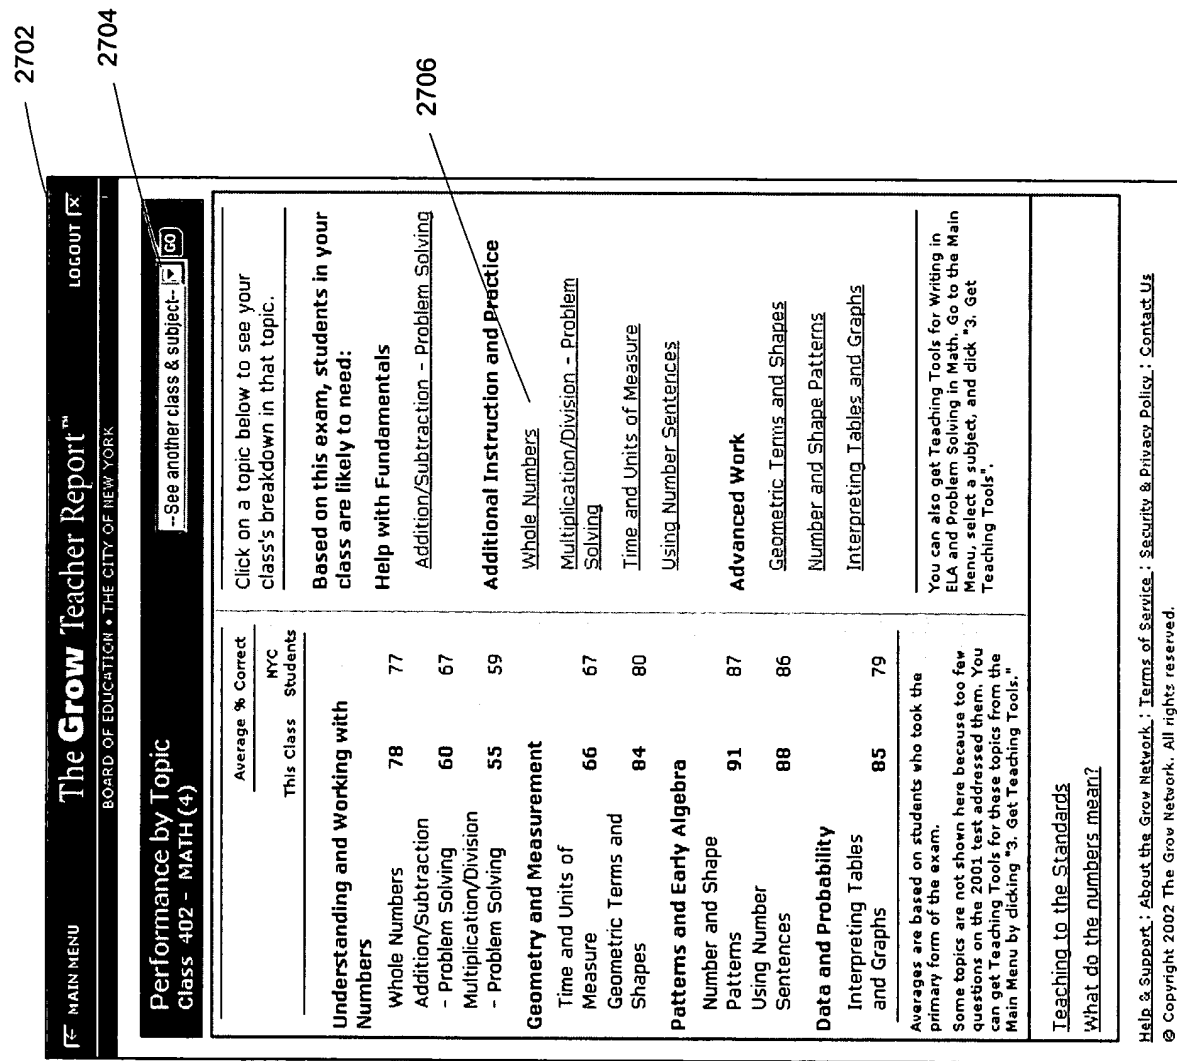 2702
2704
2706
MAIN MENU
The Grow Teacher Report™
LOGOUT
BOARD OF EDUCATION • THE CITY OF NEW YORK
Performance by Topic
Class 402 - MATH (4)
--See another class & subject--
GO
Average % Correct
This Class
NYC
Students
Understanding and Working with
Numbers
Whole Numbers 78 77
Addition/Subtraction
- Problem Solving 60 67
Multiplication/Division
- Problem Solving 55 59
Geometry and Measurement
Time and Units of
Measure 66 67
Geometric Terms and
Shapes 84 80
Patterns and Early Algebra
Number and Shape
Patterns 91 87
Using Number
Sentences 88 86
Data and Probability
Interpreting Tables
and Graphs 85 79
Averages are based on students who took the
primary form of the exam.
Some topics are not shown here because too few
questions on the 2001 test addressed them. You
can get Teaching Tools for these topics from the
Main Menu by clicking "3. Get Teaching Tools."
Click on a topic below to see your
class's breakdown in that topic.
Based on this exam, students in your
class are likely to need:
Help with Fundamentals
Addition/Subtraction - Problem Solving
Additional Instruction and Practice
Whole Numbers
Multiplication/Division - Problem
Solving
Time and Units of Measure
Using Number Sentences
Advanced Work
Geometric Terms and Shapes
Number and Shape Patterns
Interpreting Tables and Graphs
You can also get Teaching Tools for Writing in
ELA and Problem Solving in Math. Go to the Main
Menu, select a subject, and click "3. Get
Teaching Tools".
Teaching to the Standards
What do the numbers mean?
Help & Support ¦ About the Grow Network ¦ Terms of Service ¦ Security & Privacy Policy ¦ Contact Us
© Copyright 2002 The Grow Network. All rights reserved.